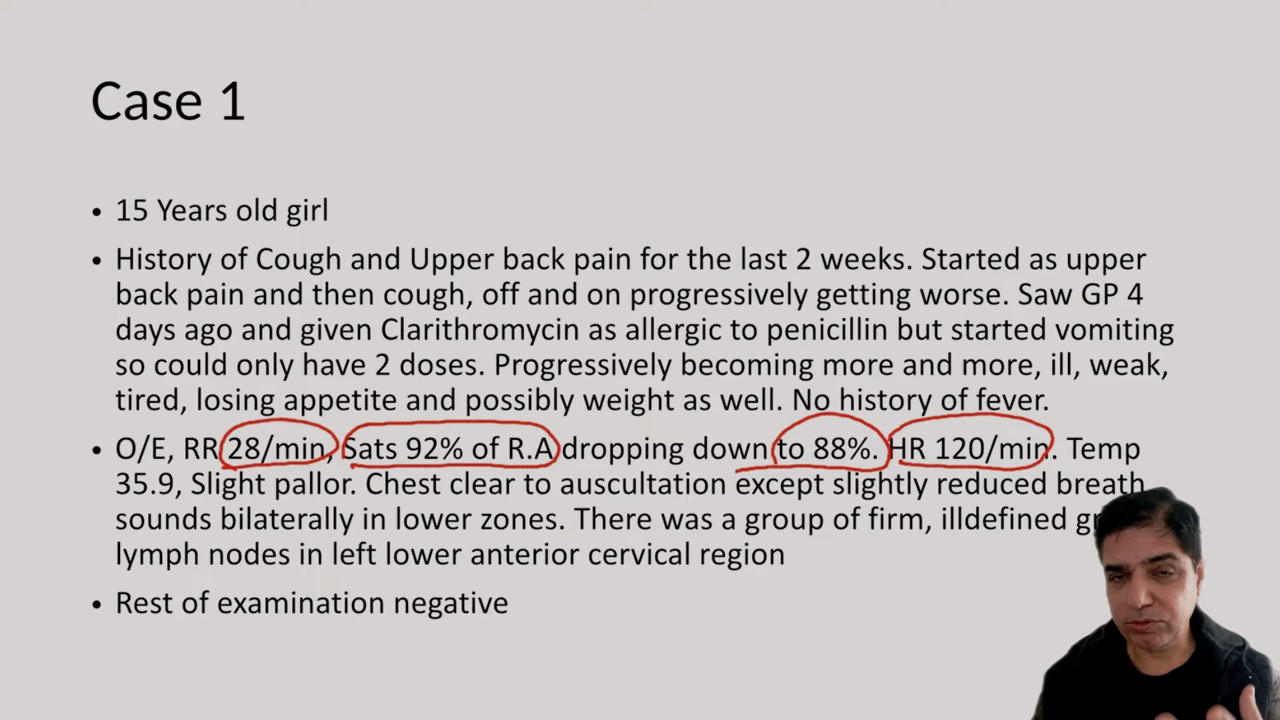 Case 1
• 15 Years old girl
• History of Cough and Upper back pain for the last 2 weeks. Started as upper
back pain and then cough, off and on progressively getting worse. Saw GP 4
days ago and given Clarithromycin as allergic to penicillin but started vomiting
so could only have 2 doses. Progressively becoming more and more, ill, weak,
tired, losing appetite and possibly weight as well. No history of fever.
• O/E, RR 28/min, Sats 92% of R.A dropping down to 88%. HR 120/min. Temp
35.9, Slight pallor. Chest clear to auscultation except slightly reduced breath
sounds bilaterally in lower zones. There was a group of firm, illdefined
lymph nodes in left lower anterior cervical region
• Rest of examination negative